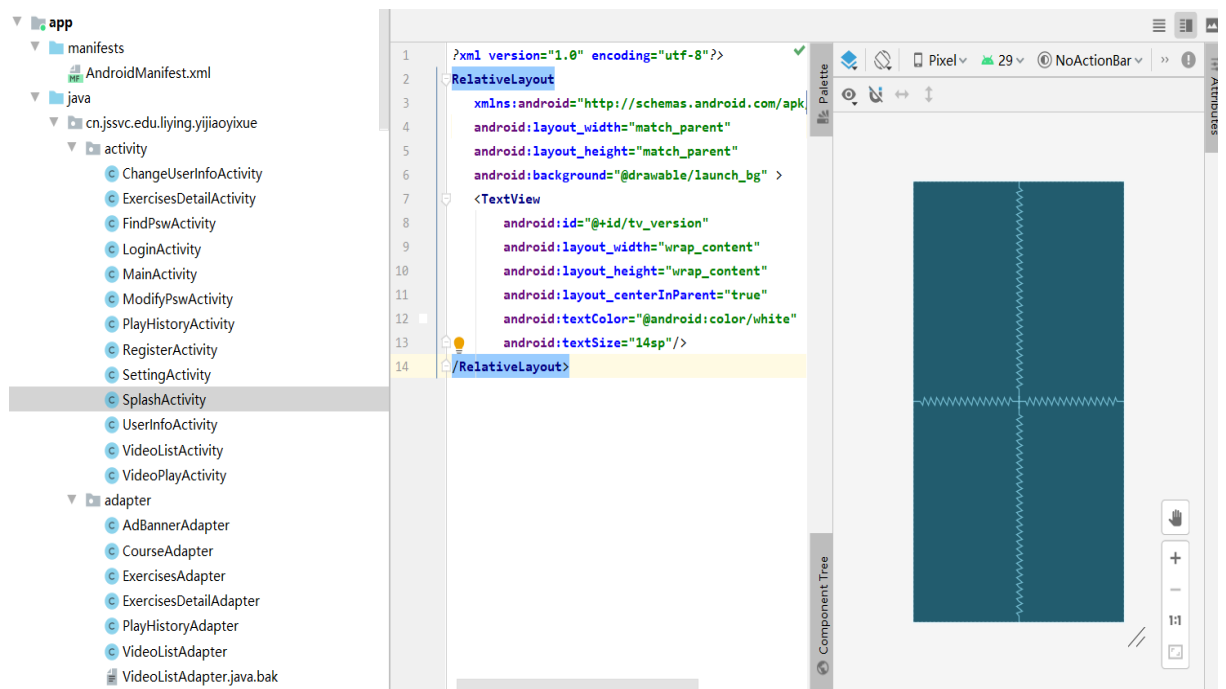 app
manifests
AndroidManifest.xml
java
cn.jssvc.edu.liying.yijiaoyixue
activity
ChangeUserInfoActivity
ExercisesDetailActivity
FindPswActivity
LoginActivity
MainActivity
ModifyPswActivity
PlayHistoryActivity
RegisterActivity
SettingActivity
SplashActivity
UserInfoActivity
VideoListActivity
VideoPlayActivity
adapter
AdBannerAdapter
CourseAdapter
ExercisesAdapter
ExercisesDetailAdapter
PlayHistoryAdapter
VideoListAdapter
VideoListAdapter.java.bak
1 ?xml version="1.0" encoding="utf-8"?>
2 RelativeLayout
3 xmlns:android="http://schemas.android.com/apk
4 android:layout_width="match_parent"
5 android:layout_height="match_parent"
6 android:background="@drawable/launch_bg" >
7 <TextView
8 android:id="@+id/tv_version"
9 android:layout_width="wrap_content"
10 android:layout_height="wrap_content"
11 android:layout_centerInParent="true"
12 android:textColor="@android:color/white"
13 android:textSize="14sp"/>
14 /RelativeLayout>
Palette
Component Tree
Pixel 29 NoActionBar
Attributes
1:1